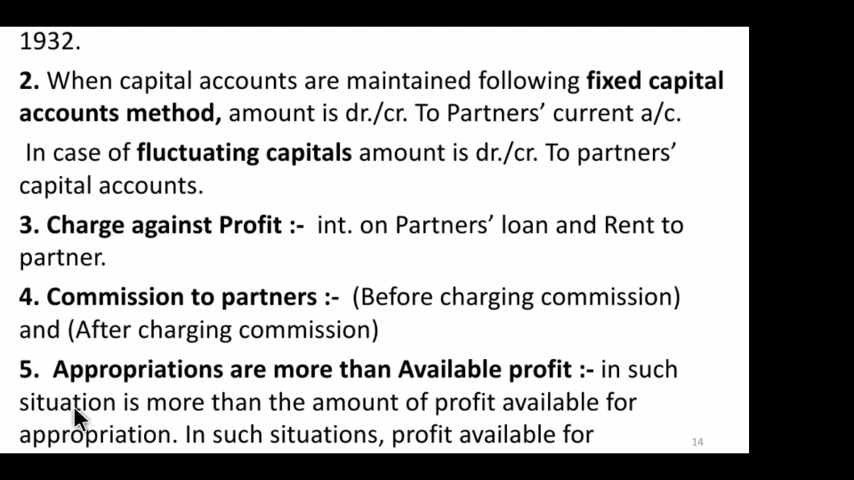 1932.
2. When capital accounts are maintained following fixed capital
accounts method, amount is dr./cr. To Partners’ current a/c.
In case of fluctuating capitals amount is dr./cr. To partners’
capital accounts.
3. Charge against Profit :- int. on Partners’ loan and Rent to
partner.
4. Commission to partners :- (Before charging commission)
and (After charging commission)
5. Appropriations are more than Available profit :- in such
situation is more than the amount of profit available for
appropriation. In such situations, profit available for
14